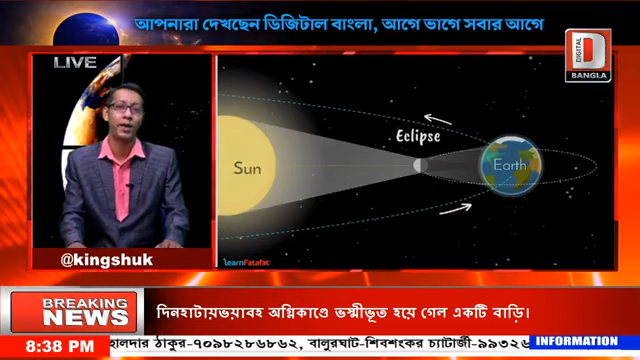 আপনারা দেখছেন ডিজিটাল বাংলা, আগে ভাগে সবার আগে
DIGITAL
BANGLA
LIVE
Eclipse
Sun
Earth
@kingshuk
LearnFatafat
BREAKING
NEWS
দিনহাটায়ভয়াবহ অগ্নিকাণ্ডে ভস্মীভূত হয়ে গেল একটি বাড়ি।
8:38 PM
হালদার ঠাকুর-৭০৯৮২৮৬৮৬২, বালুরঘাট-শিবশংকর চ্যাটার্জী-৯৯৩২৬
INFORMATION